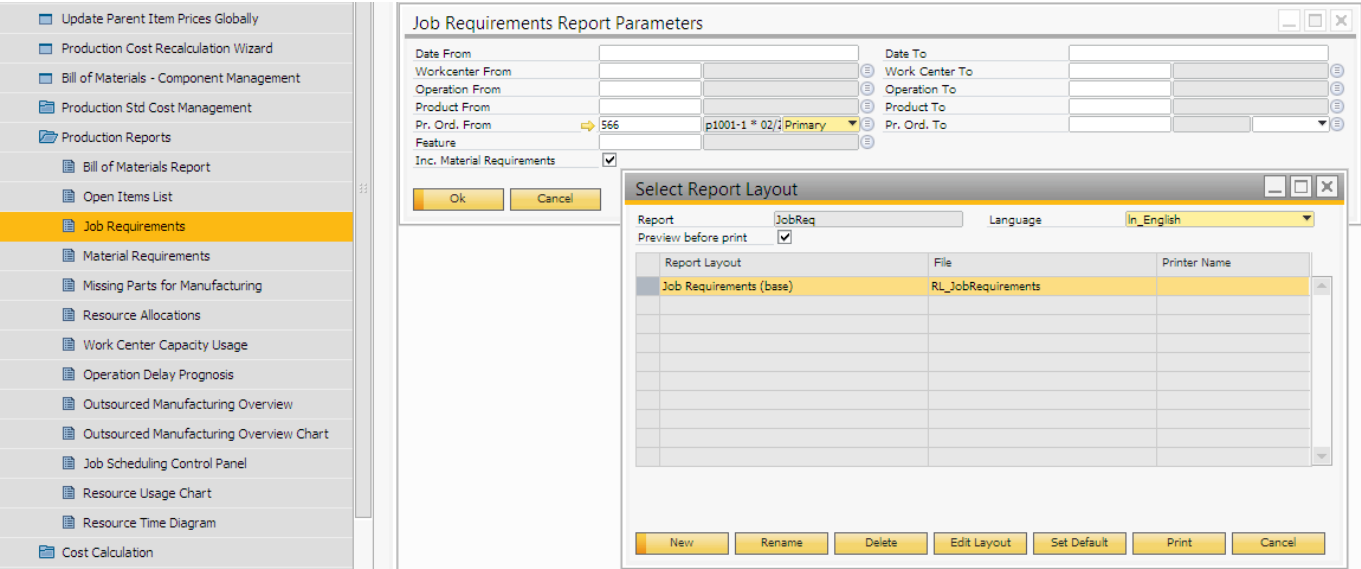 Update Parent Item Prices Globally
Production Cost Recalculation Wizard
Bill of Materials - Component Management
Production Std Cost Management
Production Reports
Bill of Materials Report
Open Items List
Job Requirements
Material Requirements
Missing Parts for Manufacturing
Resource Allocations
Work Center Capacity Usage
Operation Delay Prognosis
Outsourced Manufacturing Overview
Outsourced Manufacturing Overview Chart
Job Scheduling Control Panel
Resource Usage Chart
Resource Time Diagram
Cost Calculation
Job Requirements Report Parameters
Date From Date To
Workcenter From Work Center To
Operation From Operation To
Product From Product To
Pr. Ord. From 566 p1001-1 * 02/2 Primary Pr. Ord. To
Feature
Inc. Material Requirements
Ok Cancel
Select Report Layout
Report JobReq Language ln_English
Preview before print
Report Layout File Printer Name
Job Requirements (base) RL_JobRequirements
New Rename Delete Edit Layout Set Default Print Cancel